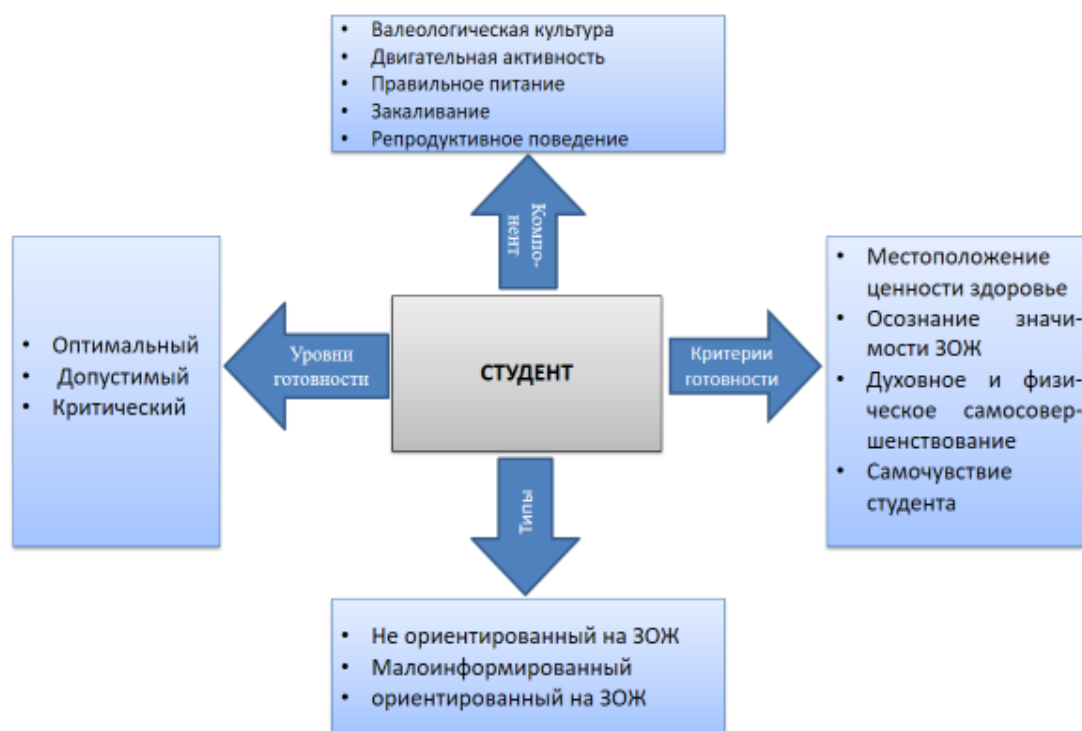 • Валеологическая культура
• Двигательная активность
• Правильное питание
• Закаливание
• Репродуктивное поведение
Компо-
нент
• Оптимальный
• Допустимый
• Критический
Уровни
готовности
СТУДЕНТ
Критерии
готовности
• Местоположение
ценности здоровье
• Осознание значи-
мости ЗОЖ
• Духовное и физи-
ческое самосовер-
шенствование
• Самочувствие
студента
Типы
• Не ориентированный на ЗОЖ
• Малоинформированный
• ориентированный на ЗОЖ